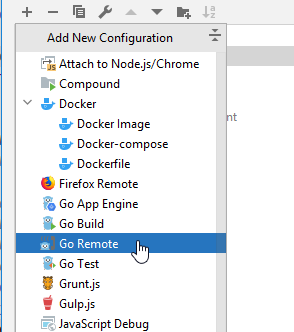 Add New Configuration
Attach to Node.js/Chrome
Compound
Docker
Docker Image
Docker-compose
Dockerfile
Firefox Remote
Go App Engine
Go Build
Go Remote
Go Test
Grunt.js
Gulp.js
JavaScript Debug